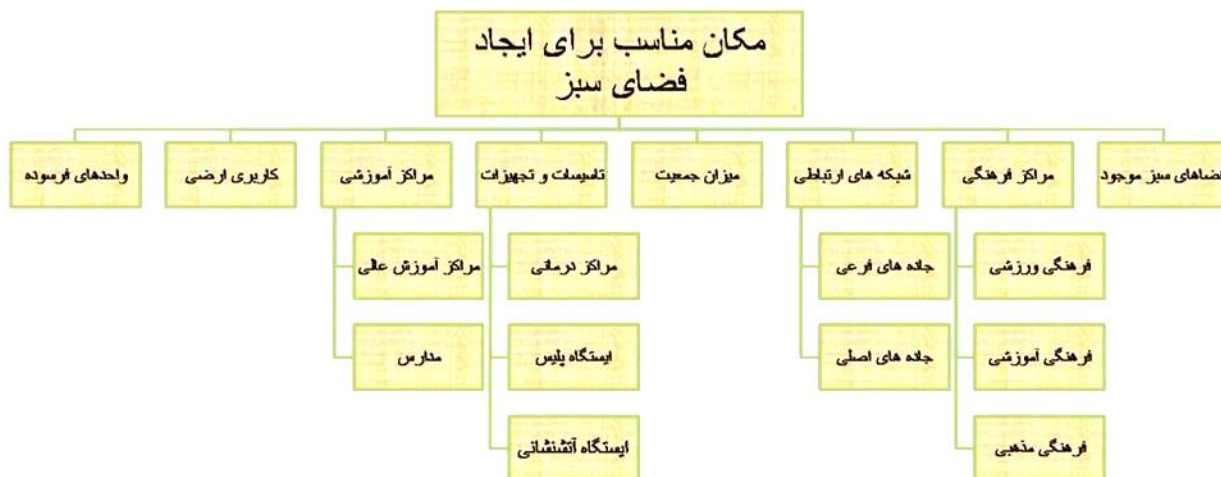 مکان مناسب برای ایجاد
فضای سبز
فضاهای سبز موجود
مراکز فرهنگی
شبکه های ارتباطی
میزان جمعیت
تاسیسات و تجهیزات
مراکز آموزشی
کاربری ارضی
واحدهای فرسوده
فرهنگی ورزشی
جاده های فرعی
مراکز درمانی
مراکز آموزش عالی
فرهنگی آموزشی
جاده های اصلی
ایستگاه پلیس
مدارس
فرهنگی مذهبی
ایستگاه آتشنشانی